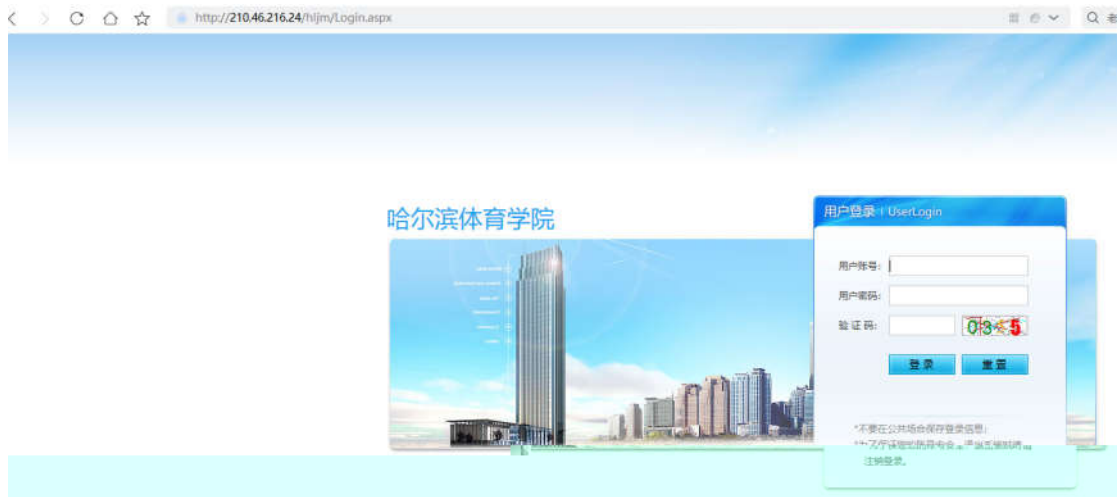 http://210.46.216.24/hljm/Login.aspx
哈尔滨体育学院
用户登录 | UserLogin
用户账号:
用户密码:
验证码:
登录 重置
*不要在公共场合保存登录信息;
注销登录。